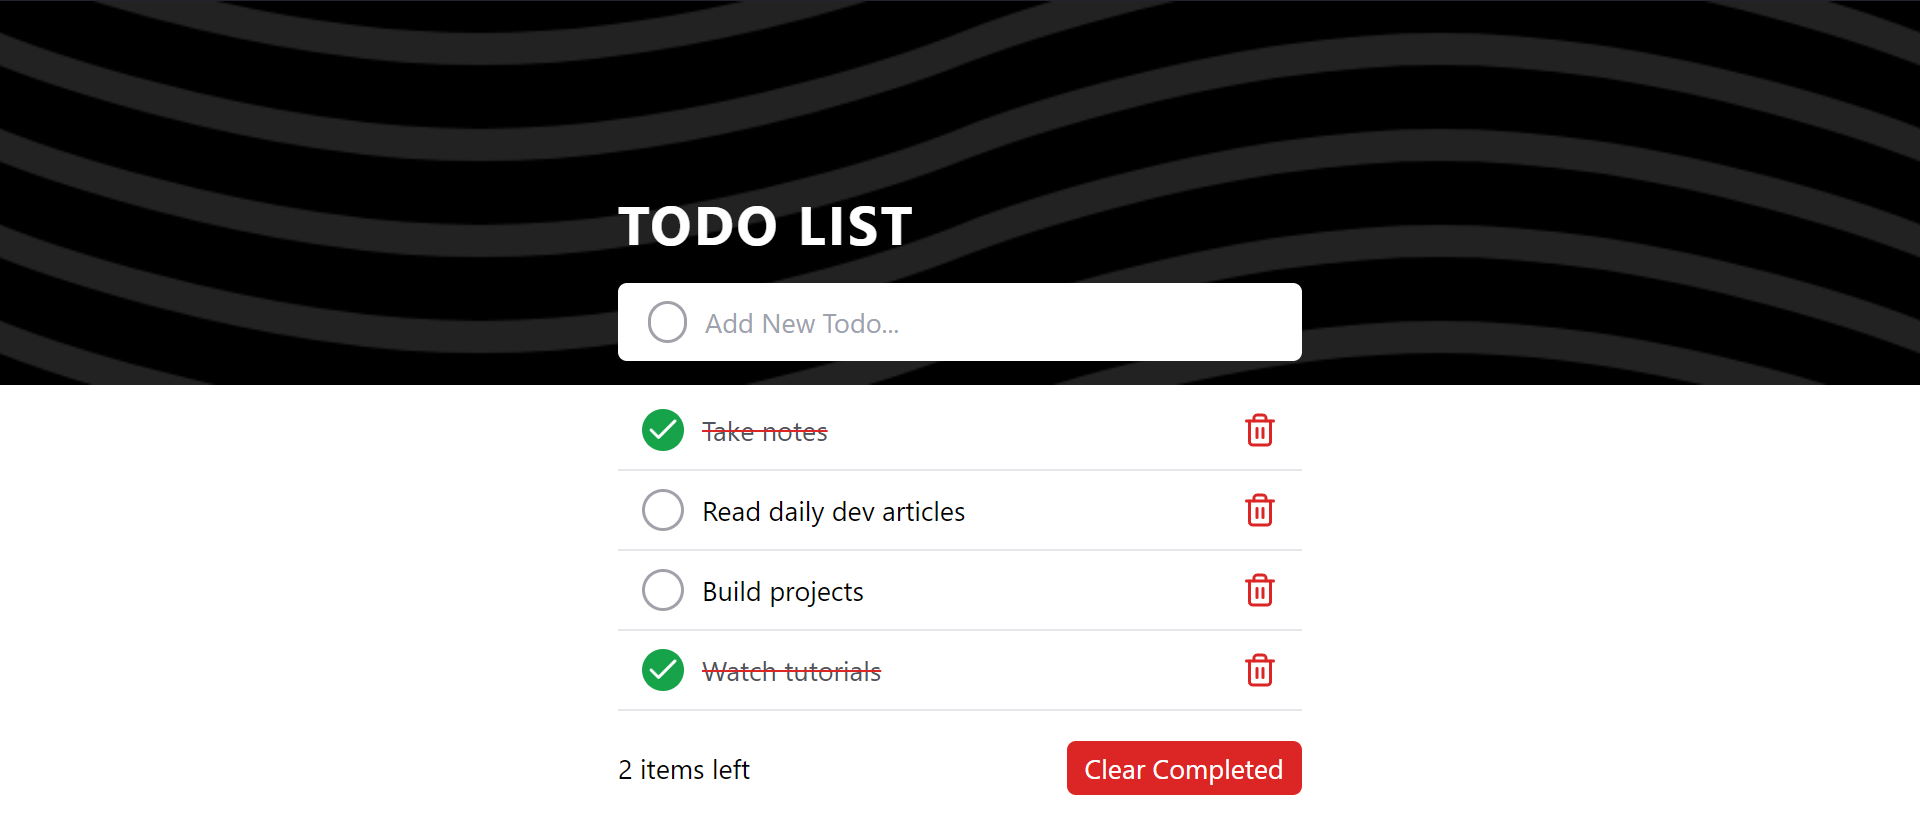 TODO LIST
Add New Todo...
Take notes
Read daily dev articles
Build projects
Watch tutorials
2 items left
Clear Completed